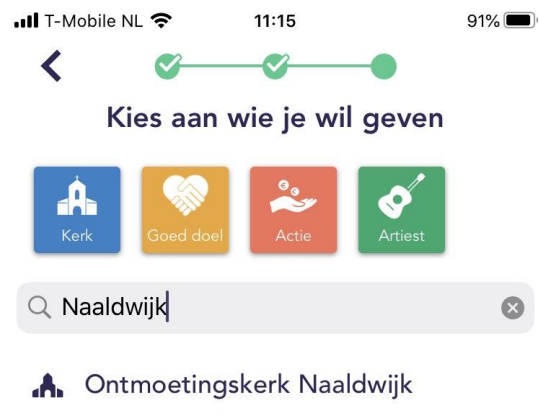 T-Mobile NL 11:15 91%
Kies aan wie je wil geven
Kerk Goed doel Actie Artiest
Naaldwijk
Ontmoetingskerk Naaldwijk